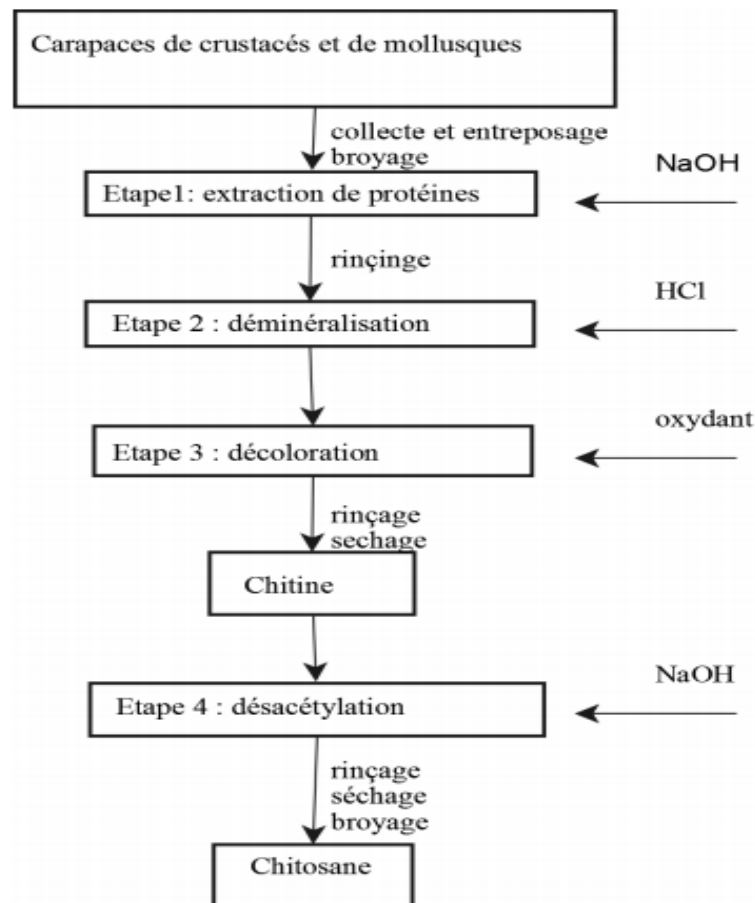 Carapaces de crustacés et de mollusques
collecte et entreposage
broyage
NaOH
Etape1: extraction de protéines
rinçinge
HCl
Etape 2 : déminéralisation
oxydant
Etape 3 : décoloration
rinçage
sechage
Chitine
NaOH
Etape 4 : désacétylation
rinçage
séchage
broyage
Chitosane